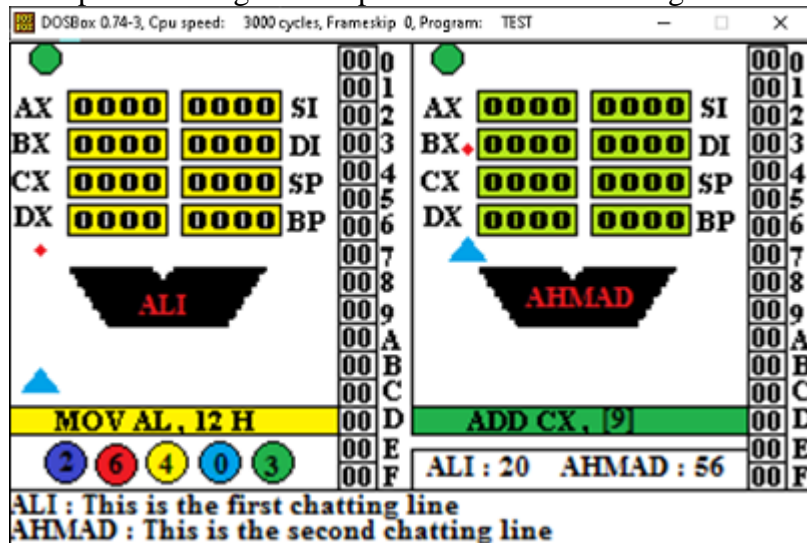 DOSBox 0.74-3, Cpu speed: 3000 cycles, Frameskip 0, Program: TEST
00 0 00 0
00 1 00 1
AX 0000 0000 SI 00 2 AX 0000 0000 SI 00 2
BX 0000 0000 DI 00 3 BX 0000 0000 DI 00 3
00 4 00 4
CX 0000 0000 SP 00 5 CX 0000 0000 SP 00 5
DX 0000 0000 BP 00 6 DX 0000 0000 BP 00 6
00 7 00 7
00 8 00 8
ALI 00 9 AHMAD 00 9
00 A 00 A
00 B 00 B
00 C 00 C
MOV AL , 12 H 00 D ADD CX , [9] 00 D
2 6 4 0 3 00 E ALI : 20 AHMAD : 56 00 E
00 F 00 F
ALI : This is the first chatting line
AHMAD : This is the second chatting line